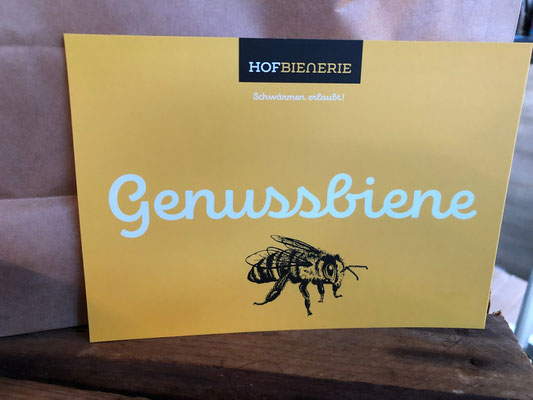 HOFBIENERIE
Schwärmen erlaubt!
Genussbiene